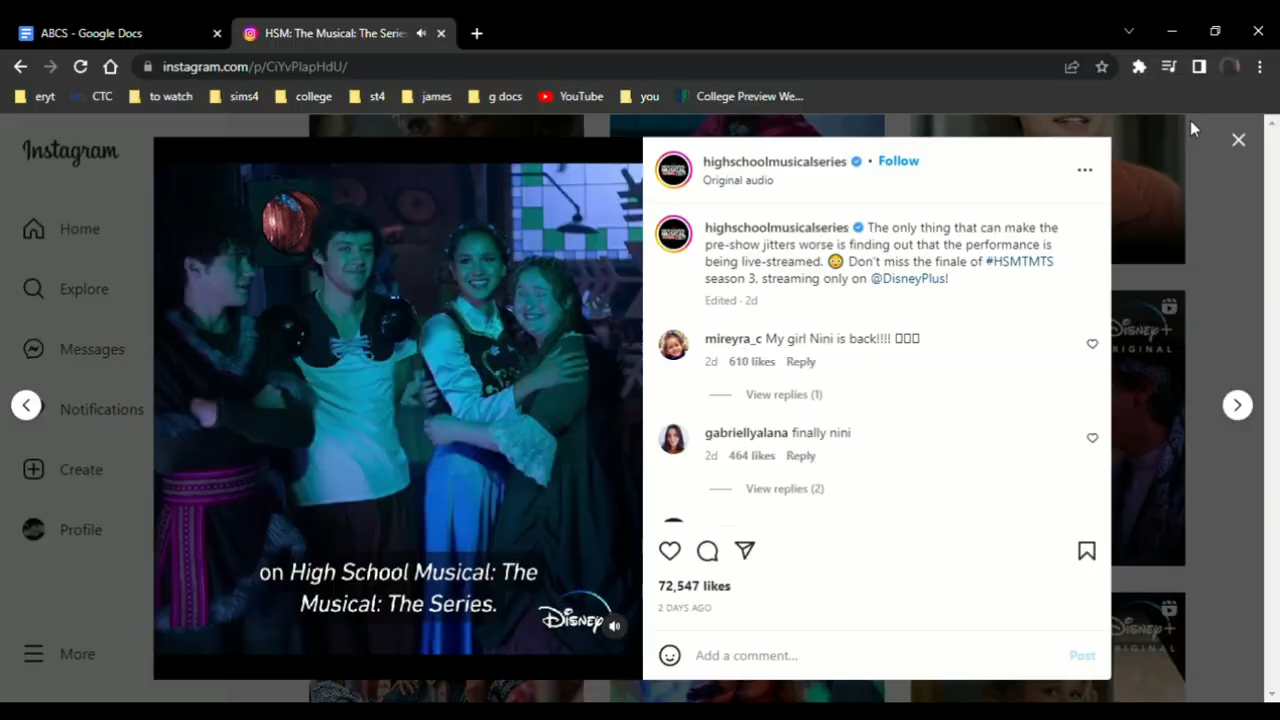 ABCS - Google Docs
HSM: The Musical: The Serie
instagram.com/p/CiYvPlapHdU/
eryt
CTC
to watch
sims4
college
st4
james
g docs
YouTube
you
College Preview We...
Instagram
Home
Explore
Messages
Notifications
Create
Profile
More
on High School Musical: The
Musical: The Series.
Disney+
highschoolmusicalseries • Follow
Original audio
highschoolmusicalseries The only thing that can make the
pre-show jitters worse is finding out that the performance is
being live-streamed. 😳 Don't miss the finale of #HSMTMTS
season 3, streaming only on @DisneyPlus!
Edited · 2d
mireyra_c My girl Nini is back!!!! ▯▯▯
2d 610 likes Reply
View replies (1)
gabriellyalana finally nini
2d 464 likes Reply
View replies (2)
72,547 likes
2 DAYS AGO
Add a comment...
Post
Disney+
ORIGINAL
Disney+
ORIGINAL